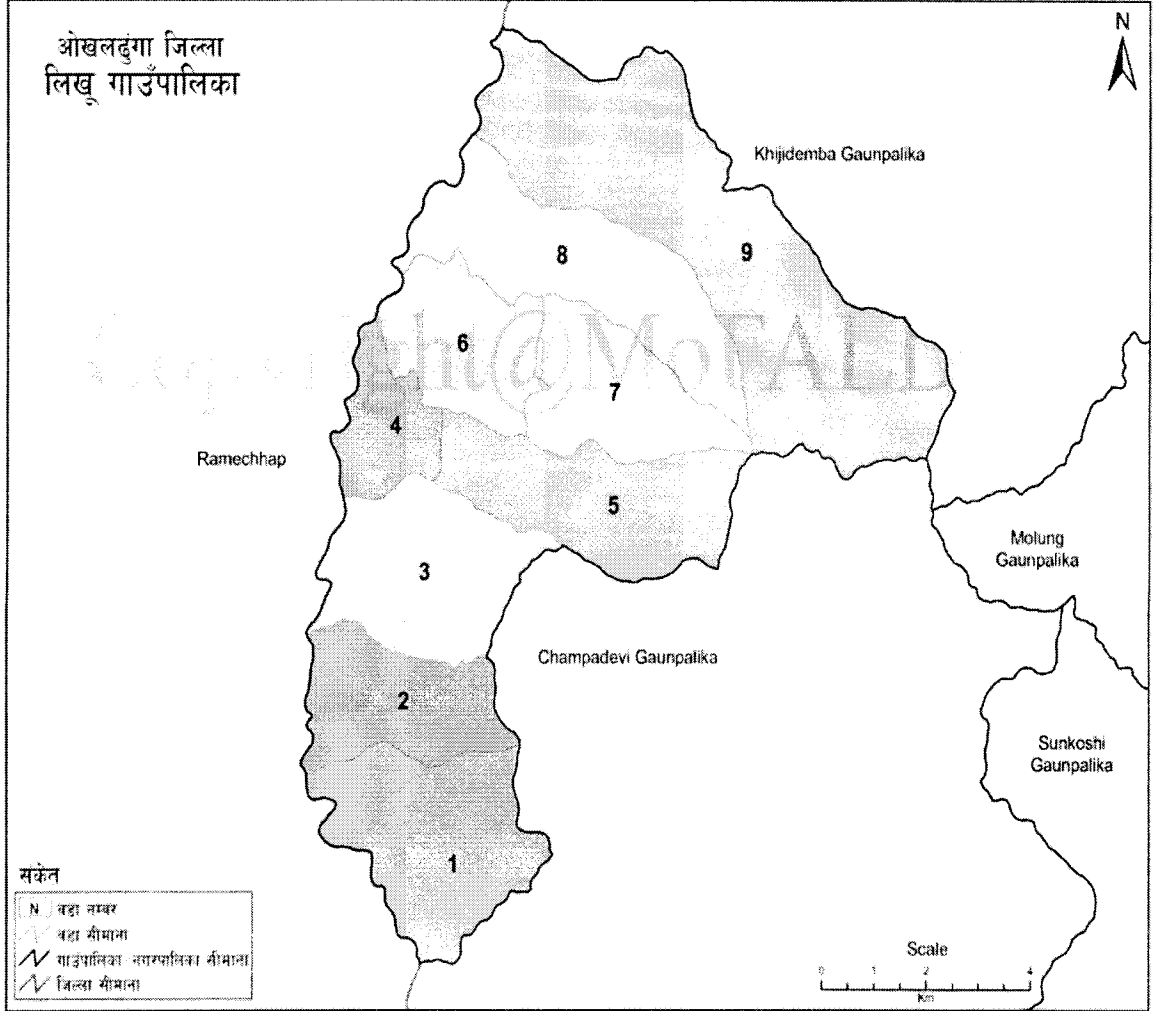 ओखलढुंगा जिल्ला
लिखू गाउँपालिका
N
Khijidemba Gaunpalika
8
9
6
7
4
Ramechhap
5
Molung
Gaunpalika
3
Champadevi Gaunpalika
2
Sunkoshi
Gaunpalika
1
संकेत
N वडा नम्बर
वडा सीमाना
गाउँपालिका नगरपालिका सीमाना
जिल्ला सीमाना
Scale
0 1 2 4
Km